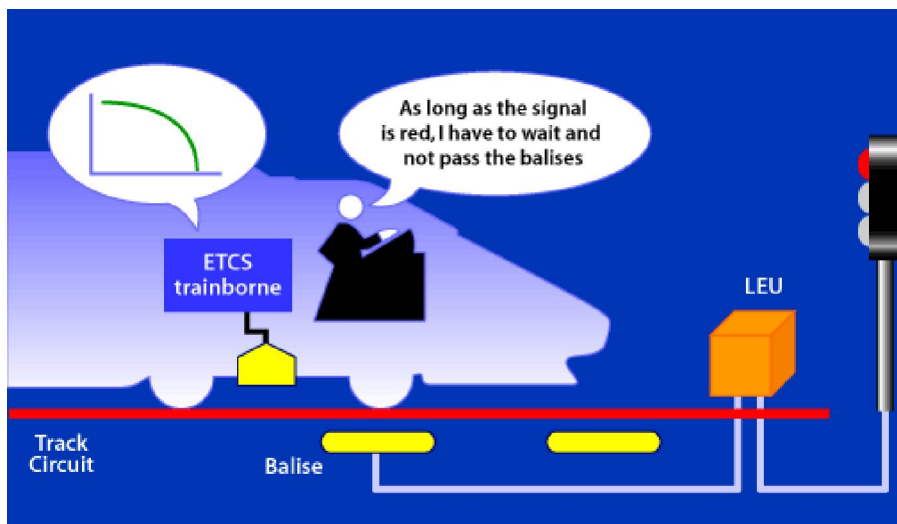 As long as the signal
is red, I have to wait and
not pass the balises
ETCS
trainborne
LEU
Track
Circuit
Balise